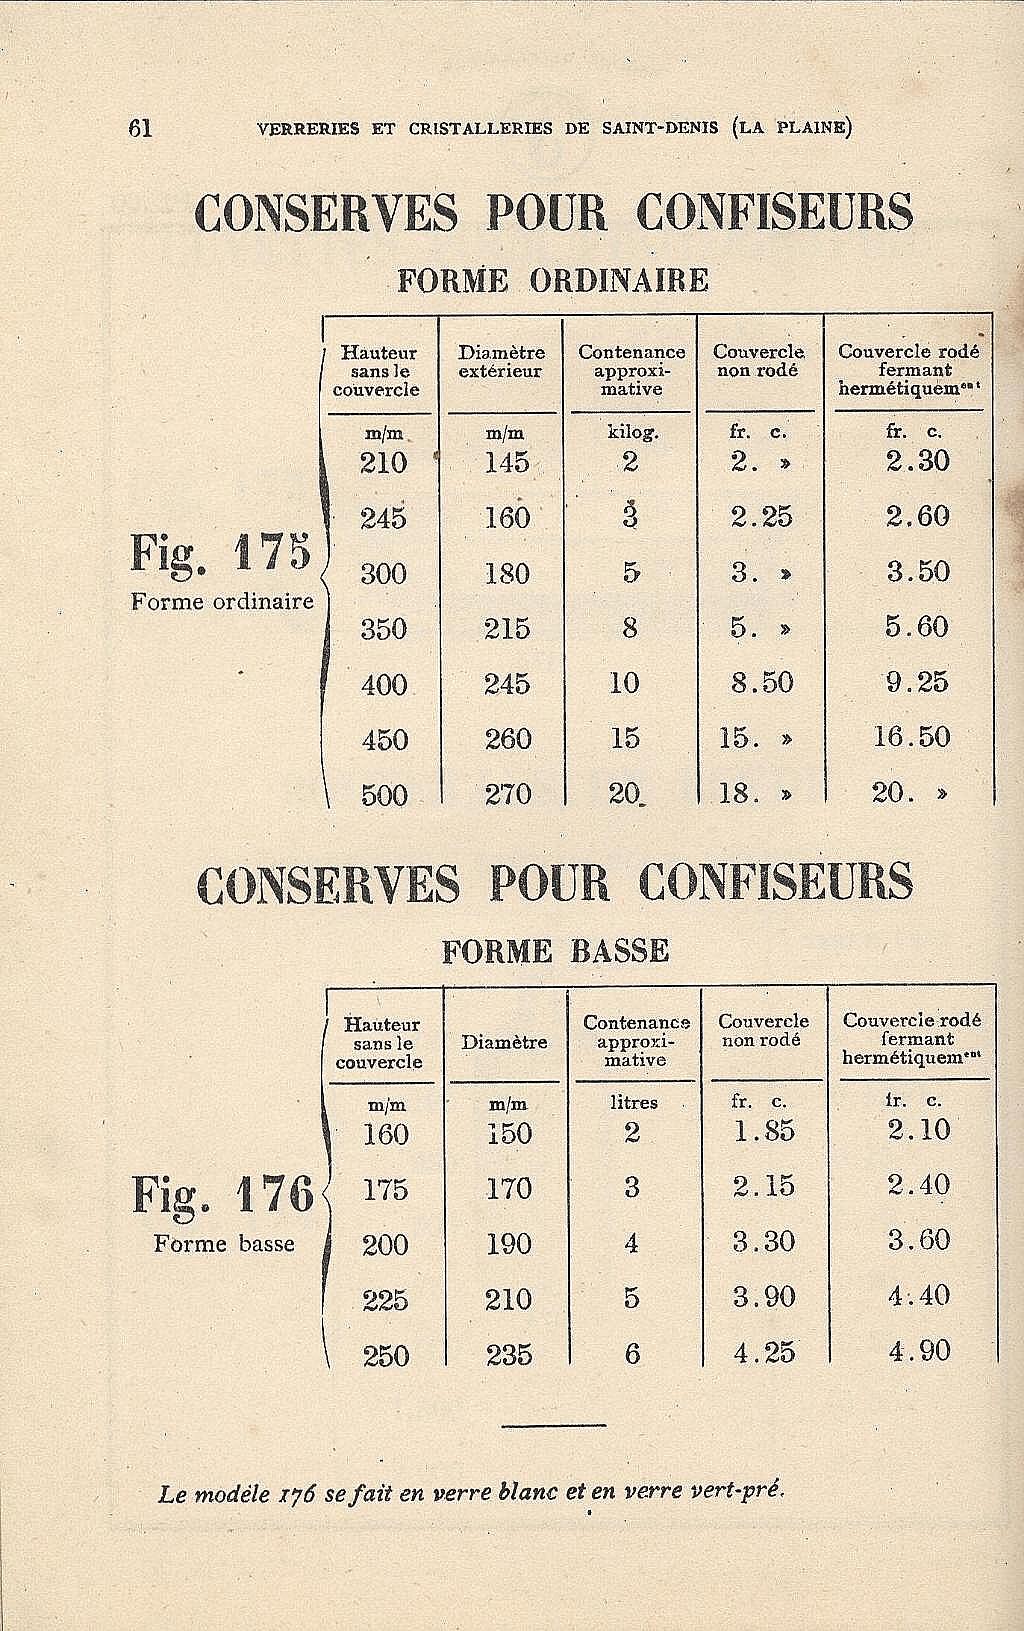 61 VERRERIES ET CRISTALLERIES DE SAINT-DENIS (LA PLAINE)
CONSERVES POUR CONFISEURS
FORME ORDINAIRE
Hauteur sans le couvercle Diamètre extérieur Contenance approxi-mative Couvercle non rodé Couvercle rodé fermant hermétiquemᵉⁿᵗ
m/m m/m kilog. fr. c. fr. c.
210 145 2 2. » 2.30
245 160 3 2.25 2.60
Fig. 175
300 180 5 3. » 3.50
Forme ordinaire
350 215 8 5. » 5.60
400 245 10 8.50 9.25
450 260 15 15. » 16.50
500 270 20 18. » 20. »
CONSERVES POUR CONFISEURS
FORME BASSE
Hauteur sans le couvercle Diamètre Contenance approxi-mative Couvercle non rodé Couvercle rodé fermant hermétiquemᵉⁿᵗ
m/m m/m litres fr. c. fr. c.
160 150 2 1.85 2.10
Fig. 176
175 170 3 2.15 2.40
Forme basse
200 190 4 3.30 3.60
225 210 5 3.90 4.40
250 235 6 4.25 4.90
Le modèle 176 se fait en verre blanc et en verre vert-pré.